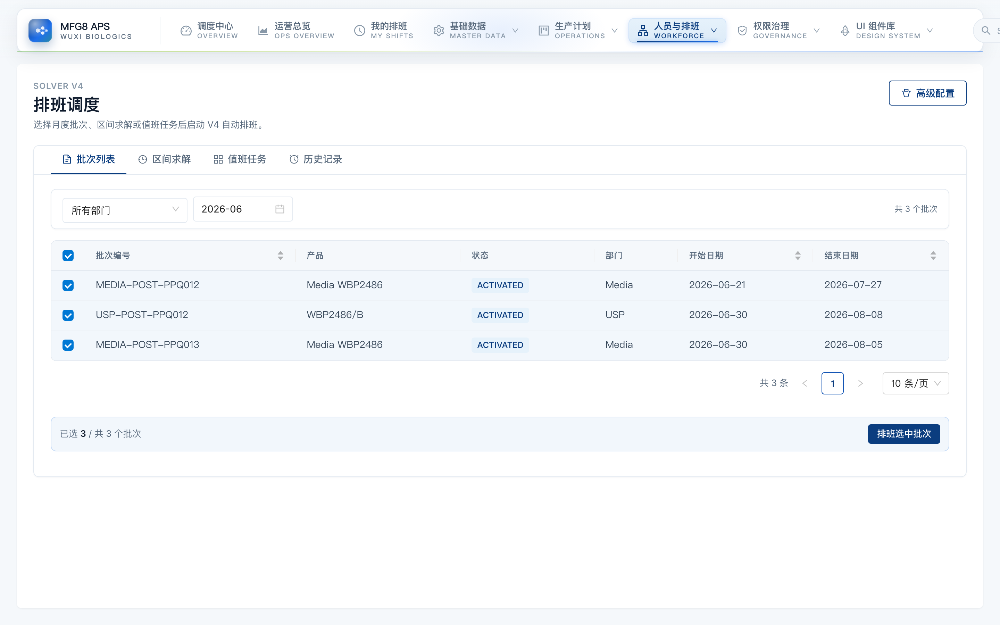 MFG8 APS
WUXI BIOLOGICS
调度中心
OVERVIEW
运营总览
OPS OVERVIEW
我的排班
MY SHIFTS
基础数据
MASTER DATA
生产计划
OPERATIONS
人员与排班
WORKFORCE
权限治理
GOVERNANCE
UI 组件库
DESIGN SYSTEM
SOLVER V4
排班调度
选择月度批次、区间求解或值班任务后启动 V4 自动排班。
高级配置
批次列表 区间求解 值班任务 历史记录
所有部门 2026-06 共 3 个批次
批次编号 产品 状态 部门 开始日期 结束日期
MEDIA-POST-PPQ012 Media WBP2486 ACTIVATED Media 2026-06-21 2026-07-27
USP-POST-PPQ012 WBP2486/B ACTIVATED USP 2026-06-30 2026-08-08
MEDIA-POST-PPQ013 Media WBP2486 ACTIVATED Media 2026-06-30 2026-08-05
共 3 条 1 10 条/页
已选 3 / 共 3 个批次 排班选中批次